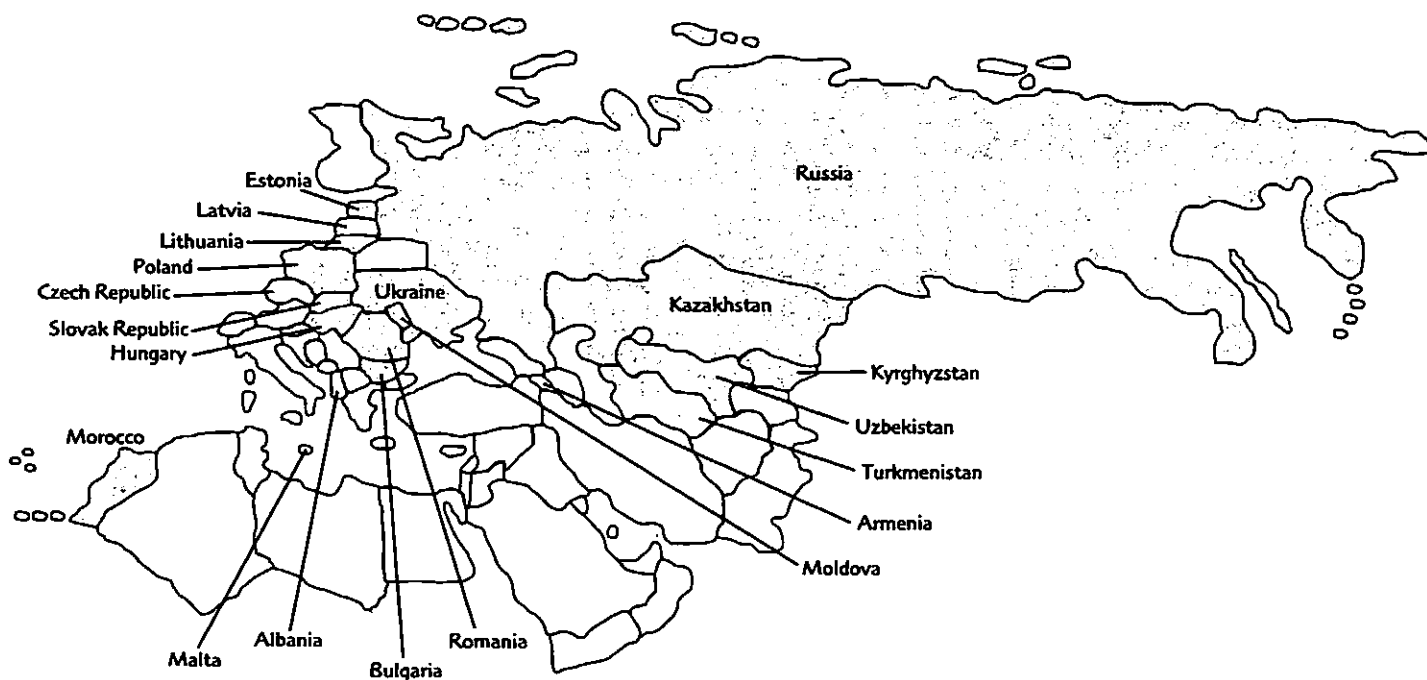 Russia
Estonia
Latvia
Lithuania
Poland
Czech Republic
Ukraine
Kazakhstan
Slovak Republic
Hungary
Kyrghyzstan
Uzbekistan
Morocco
Turkmenistan
Armenia
Moldova
Albania
Romania
Malta
Bulgaria